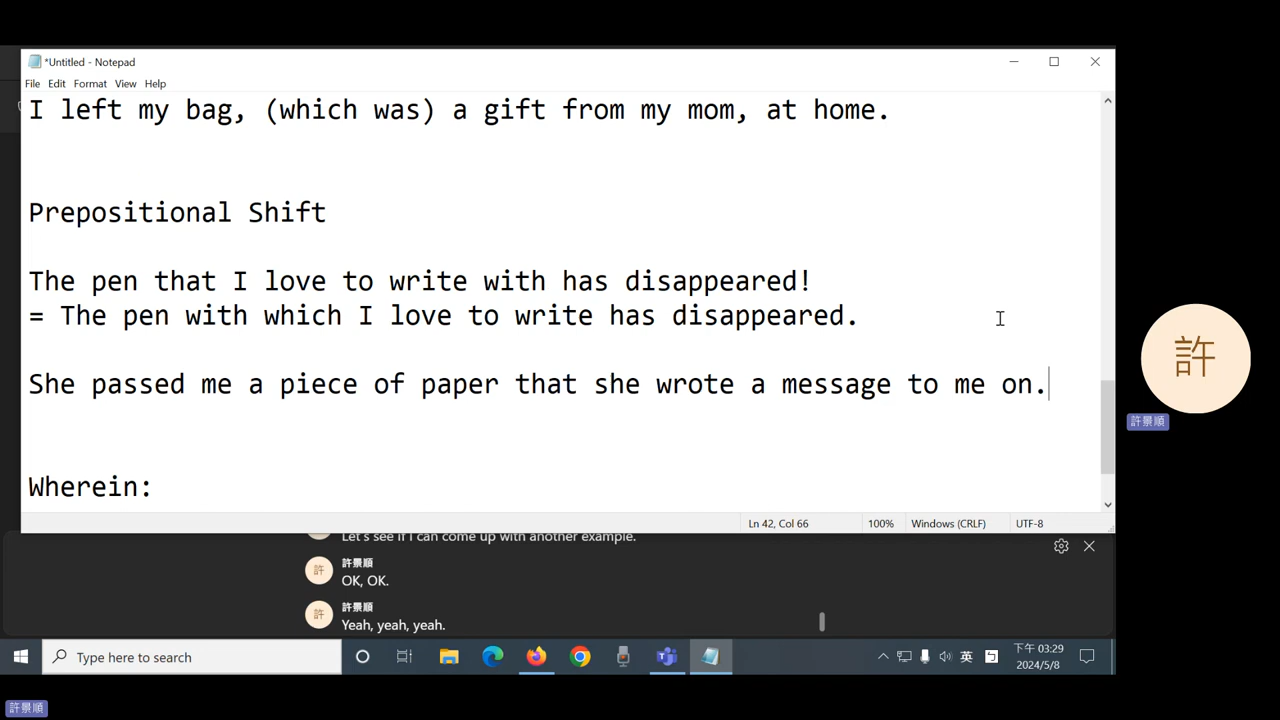 *Untitled - Notepad
File Edit Format View Help
I left my bag, (which was) a gift from my mom, at home.
Prepositional Shift
The pen that I love to write with has disappeared!
= The pen with which I love to write has disappeared.
She passed me a piece of paper that she wrote a message to me on.
Wherein:
Ln 42, Col 66 100% Windows (CRLF) UTF-8
許
許景順
Let's see if I can come up with another example.
許 許景順
OK, OK.
許 許景順
Yeah, yeah, yeah.
Type here to search
英
下午 03:29
2024/5/8
許景順